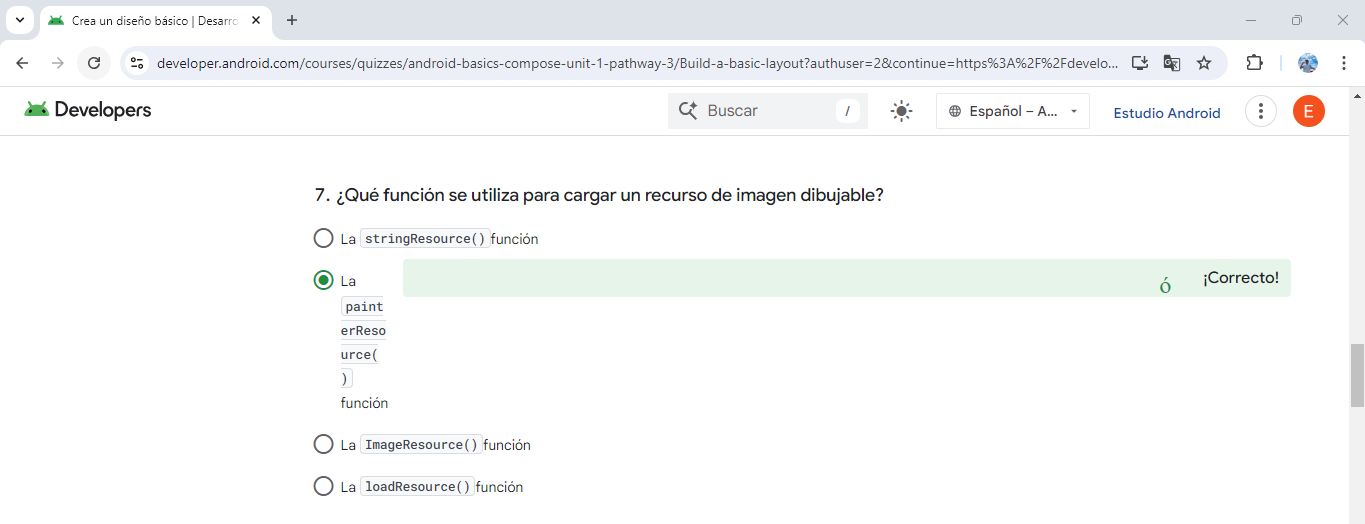 Crea un diseño básico | Desarro
developer.android.com/courses/quizzes/android-basics-compose-unit-1-pathway-3/Build-a-basic-layout?authuser=2&continue=https%3A%2F%2Fdevelo...
Developers
Buscar
/
Español – A...
Estudio Android
E
7. ¿Qué función se utiliza para cargar un recurso de imagen dibujable?
La stringResource() función
La
paint
erReso
urce(
)
función
ó ¡Correcto!
La ImageResource() función
La loadResource() función